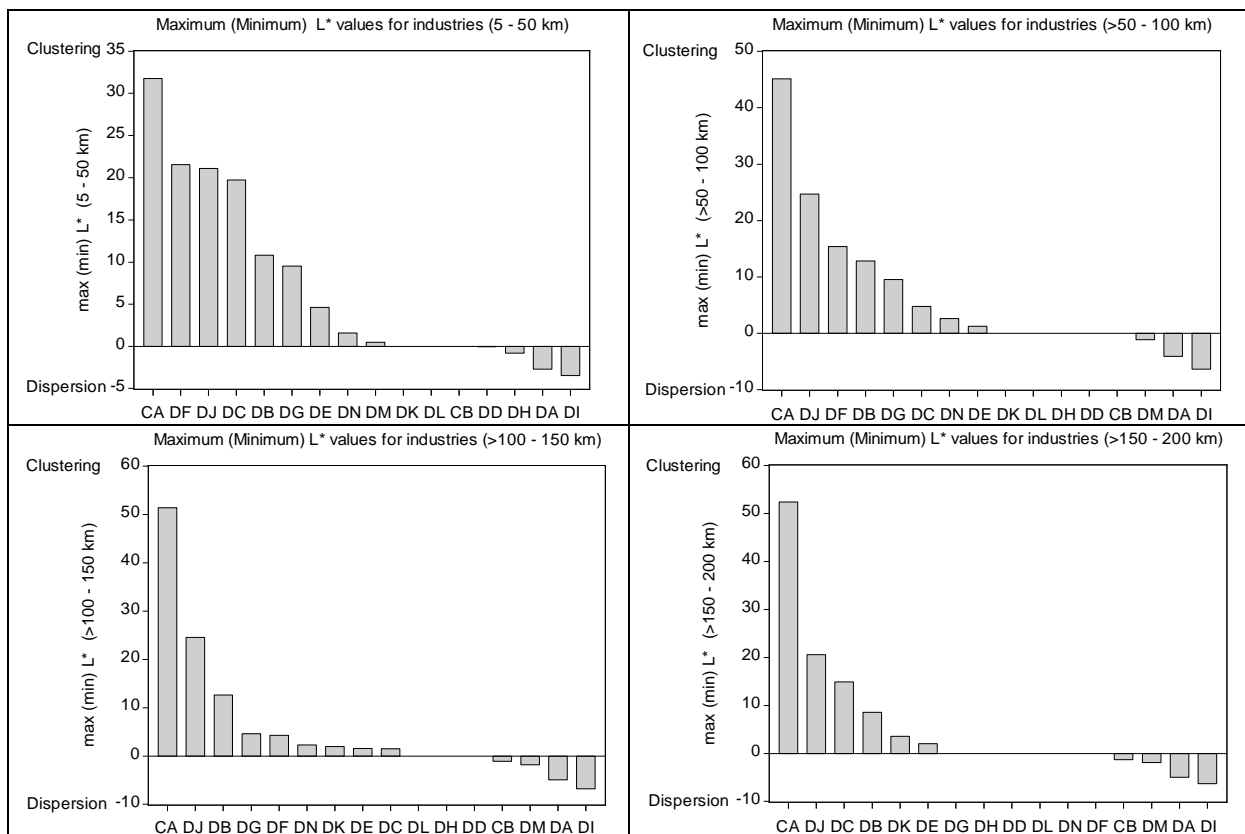 Maximum (Minimum) L* values for industries (5 - 50 km)
Clustering
35
30
25
20
15
10
5
0
Dispersion -5
max (min) L* (5 - 50 km)
CA DF DJ DC DB DG DE DN DM DK DL CB DD DH DA DI
Maximum (Minimum) L* values for industries (>50 - 100 km)
Clustering
50
40
30
20
10
0
Dispersion -10
max (min) L* (>50 - 100 km)
CA DJ DF DB DG DC DN DE DK DL DH DD CB DM DA DI
Maximum (Minimum) L* values for industries (>100 - 150 km)
Clustering
60
50
40
30
20
10
0
Dispersion -10
max (min) L* (>100 - 150 km)
CA DJ DB DG DF DN DK DE DC DL DH DD CB DM DA DI
Maximum (Minimum) L* values for industries (>150 - 200 km)
Clustering
60
50
40
30
20
10
0
Dispersion -10
max (min) L* (>150 - 200 km)
CA DJ DC DB DK DE DG DH DD DL DN DF CB DM DA DI